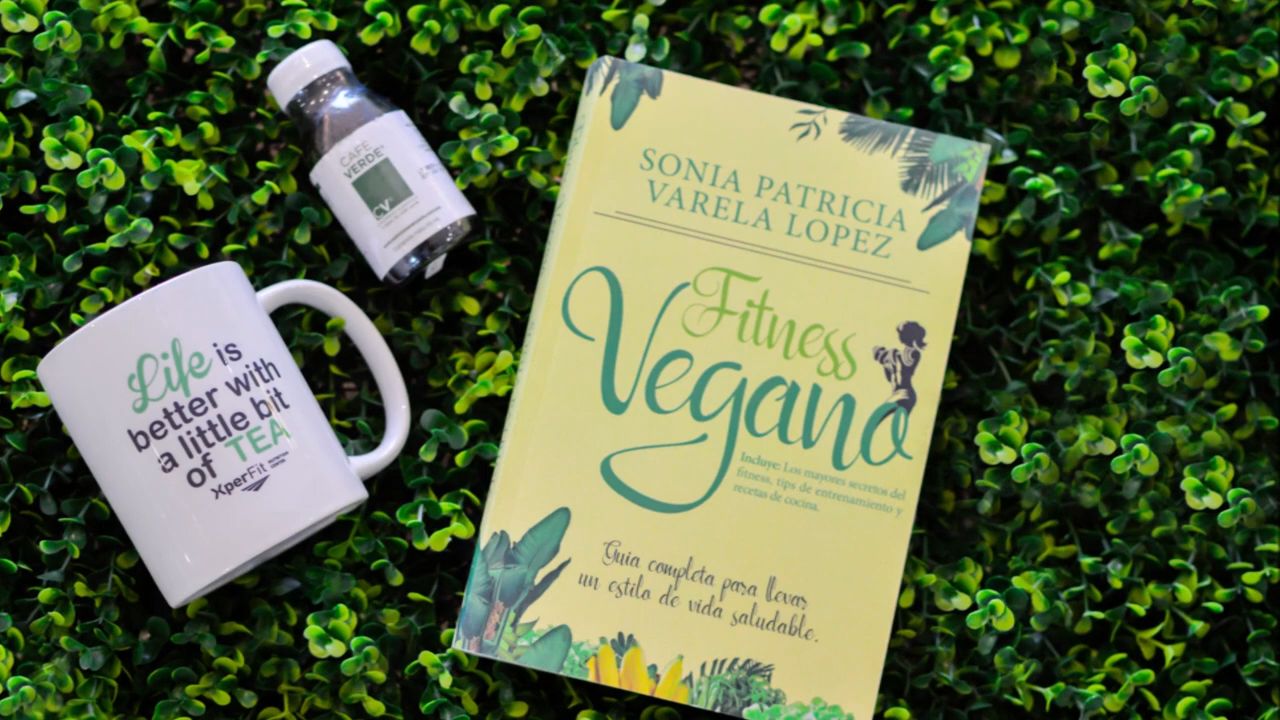 CAFE
VERDE
CV
Life is
better with
a little bit
of TEA
XperFit
SONIA PATRICIA
VARELA LOPEZ
Fitness
Vegano
Incluye: Los mayores secretos del
fitness, tips de entrenamiento y
recetas de cocina.
Guia completa para llevar
un estilo de vida saludable.